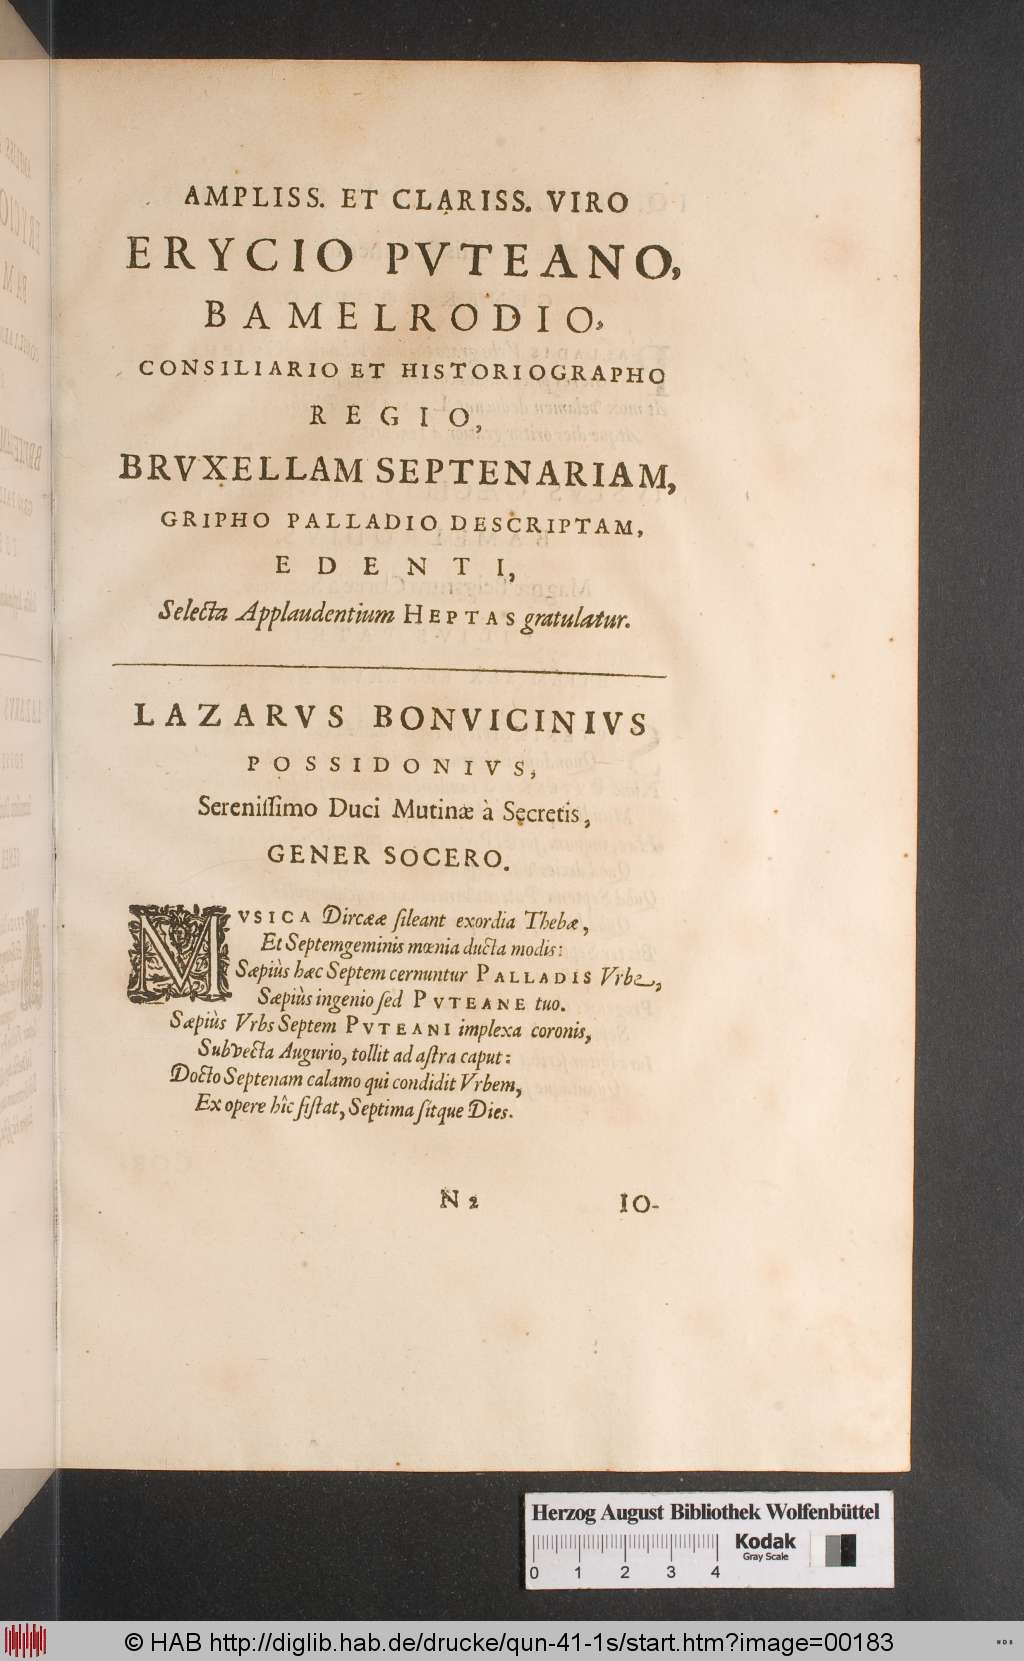 AMPLISS. ET CLARISS. VIRO
ERYCIO PVTEANO,
BAMELRODIO,
CONSILIARIO ET HISTORIOGRAPHO
REGIO,
BRVXELLAM SEPTENARIAM,
GRIPHO PALLADIO DESCRIPTAM,
EDENTI,
Selecta Applaudentium HEPTAS gratulatur.
LAZARVS BONVICINIVS
POSSIDONIVS,
Sereniſſimo Duci Mutinæ à Secretis,
GENER SOCERO.
MVSICA Dircææ ſileant exordia Thebæ,
Et Septemgeminis mœnia ducta modis:
Sæpiùs hæc Septem cernuntur PALLADIS Vrbe,
Sæpiùs ingenio ſed PVTEANE tuo.
Sæpiùs Vrbs Septem PVTEANI implexa coronis,
Subvecta Augurio, tollit ad aſtra caput:
Docto Septenam calamo qui condidit Vrbem,
Ex opere hîc ſiſtat, Septima ſitque Dies.
N 2 IO-
Herzog August Bibliothek Wolfenbüttel
Kodak
Gray Scale
0 1 2 3 4
© HAB http://diglib.hab.de/drucke/qun-41-1s/start.htm?image=00183